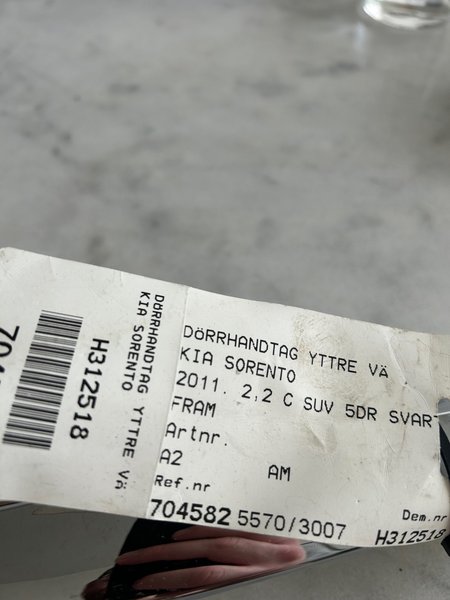 DÖRRHANDTAG YTTRE VÄ
KIA SORENTO
2011. 2,2 C SUV 5DR SVAR
FRAM
Artnr.
A2 AM
Ref.nr
704582 5570/3007
Dem.nr
H312518
DÖRRHANDTAG YTTRE VÄ
KIA SORENTO
H312518